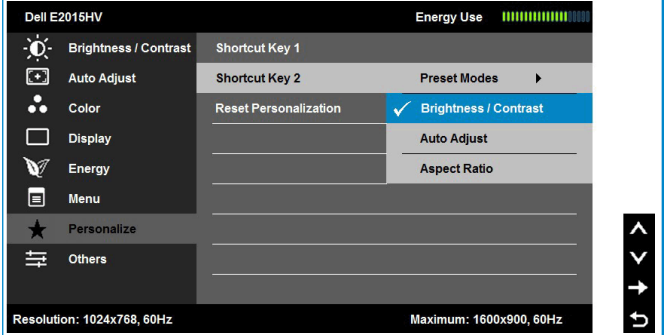 Dell E2015HV Energy Use
Brightness / Contrast Shortcut Key 1
Auto Adjust Shortcut Key 2 Preset Modes
Color Reset Personalization Brightness / Contrast
Display Auto Adjust
Energy Aspect Ratio
Menu
Personalize
Others
Resolution: 1024x768, 60Hz Maximum: 1600x900, 60Hz